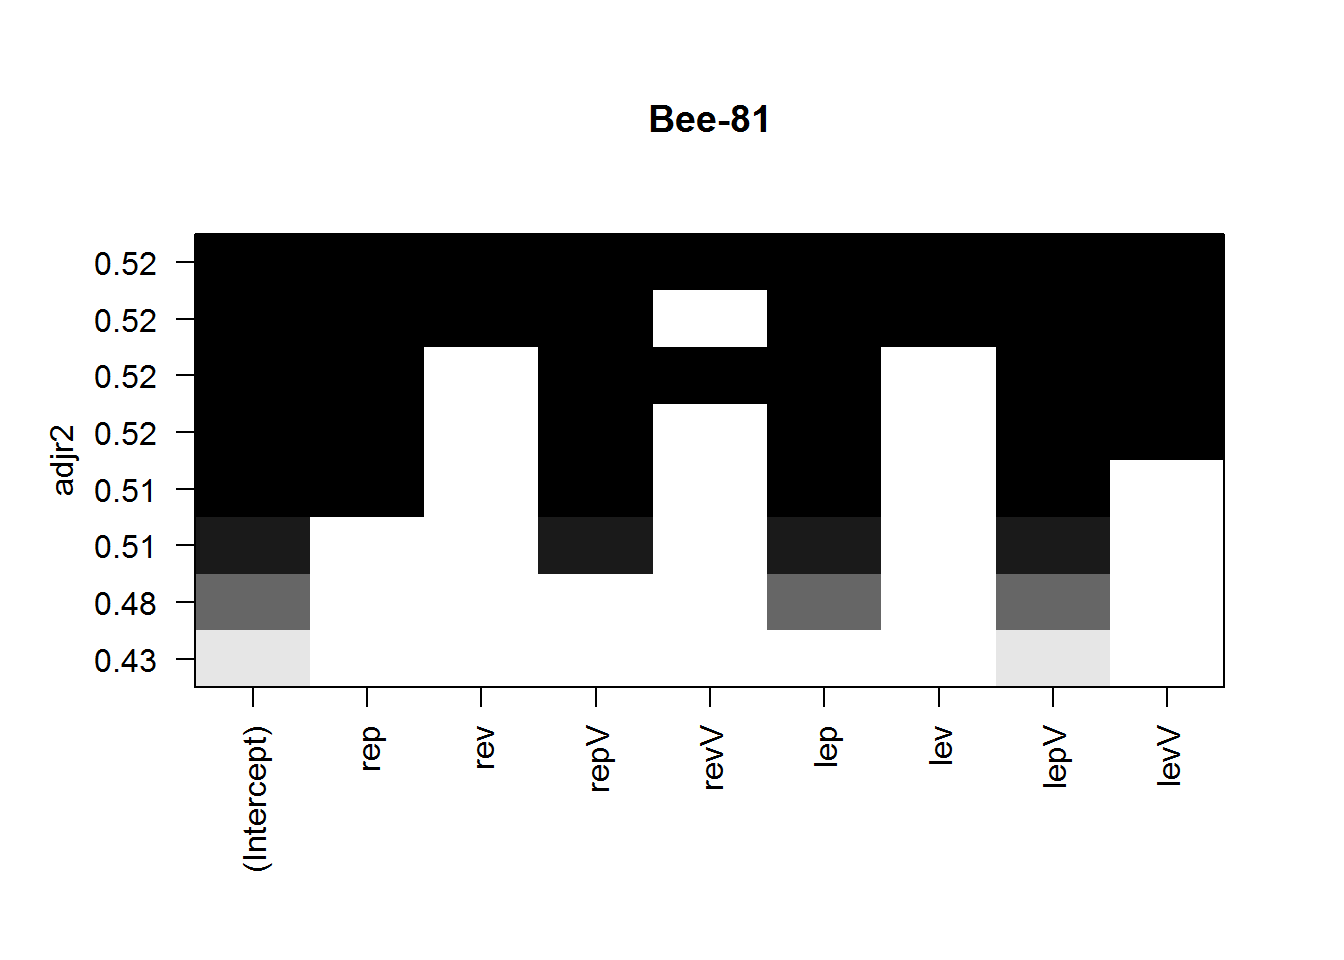 Bee-81
adjr2
0.52
0.52
0.52
0.52
0.51
0.51
0.48
0.43
(Intercept)
rep
rev
repV
revV
lep
lev
lepV
levV